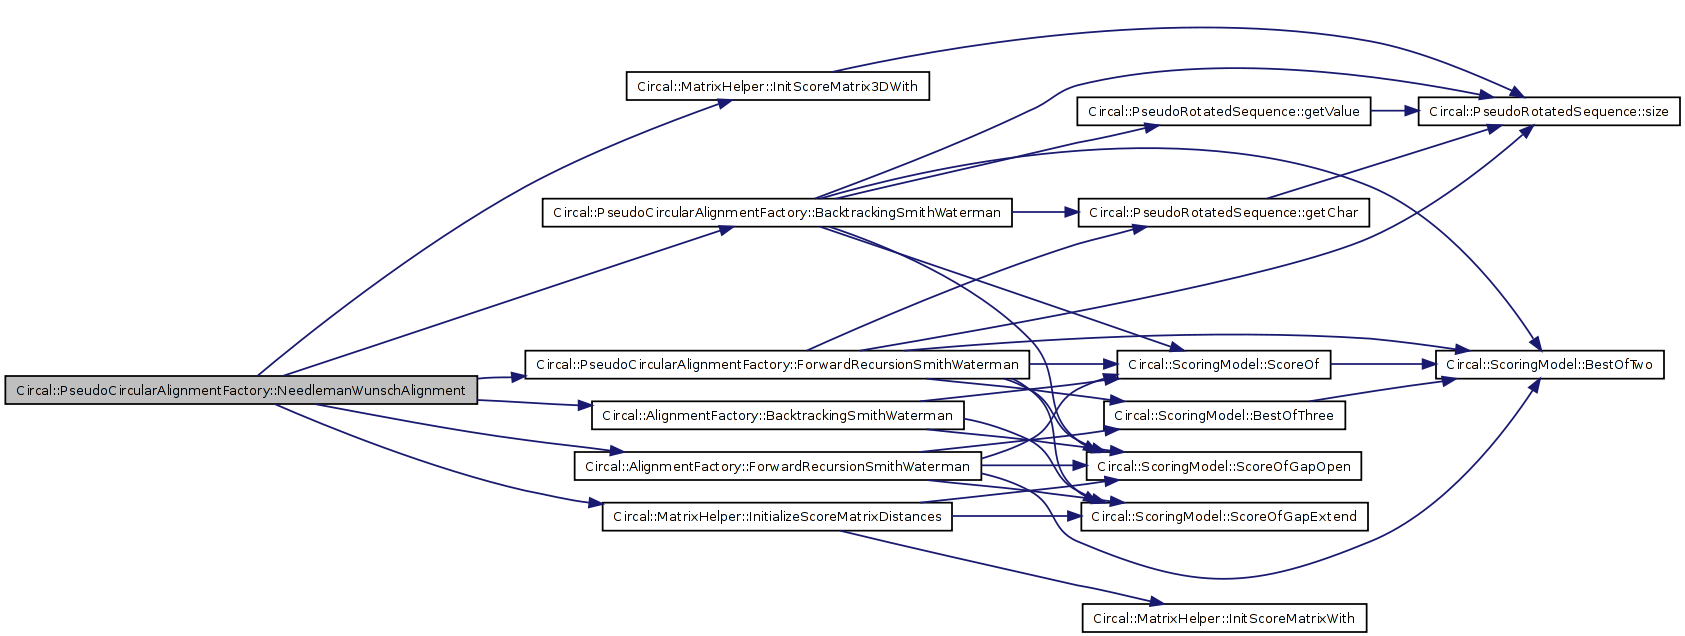 Circal::MatrixHelper::InitScoreMatrix3DWith
Circal::PseudoRotatedSequence::getValue
Circal::PseudoRotatedSequence::size
Circal::PseudoCircularAlignmentFactory::BacktrackingSmithWaterman
Circal::PseudoRotatedSequence::getChar
Circal::PseudoCircularAlignmentFactory::ForwardRecursionSmithWaterman
Circal::ScoringModel::ScoreOf
Circal::ScoringModel::BestOfTwo
Circal::PseudoCircularAlignmentFactory::NeedlemanWunschAlignment
Circal::AlignmentFactory::BacktrackingSmithWaterman
Circal::ScoringModel::BestOfThree
Circal::AlignmentFactory::ForwardRecursionSmithWaterman
Circal::ScoringModel::ScoreOfGapOpen
Circal::MatrixHelper::InitializeScoreMatrixDistances
Circal::ScoringModel::ScoreOfGapExtend
Circal::MatrixHelper::InitScoreMatrixWith